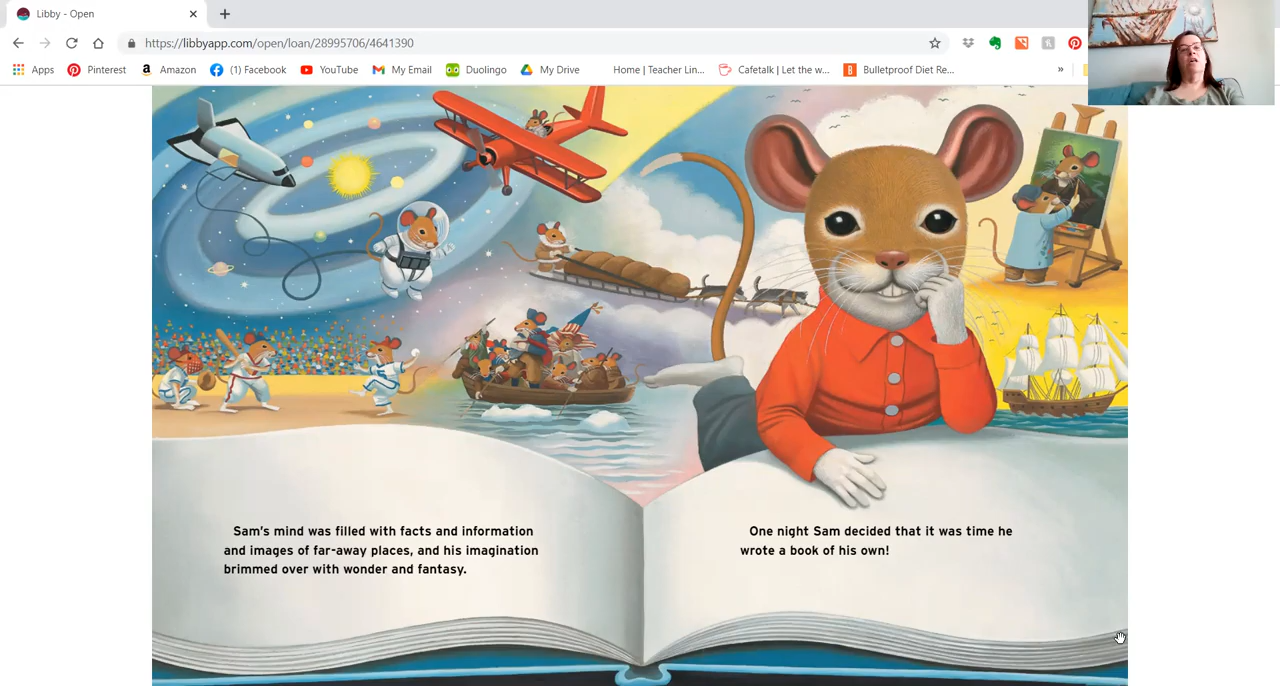 Libby - Open
https://libbyapp.com/open/loan/28995706/4641390
Apps Pinterest Amazon (1) Facebook YouTube My Email Duolingo My Drive Home | Teacher Lin... Cafetalk | Let the w... Bulletproof Diet Re... »
Sam's mind was filled with facts and information
and images of far-away places, and his imagination
brimmed over with wonder and fantasy.
One night Sam decided that it was time he
wrote a book of his own!